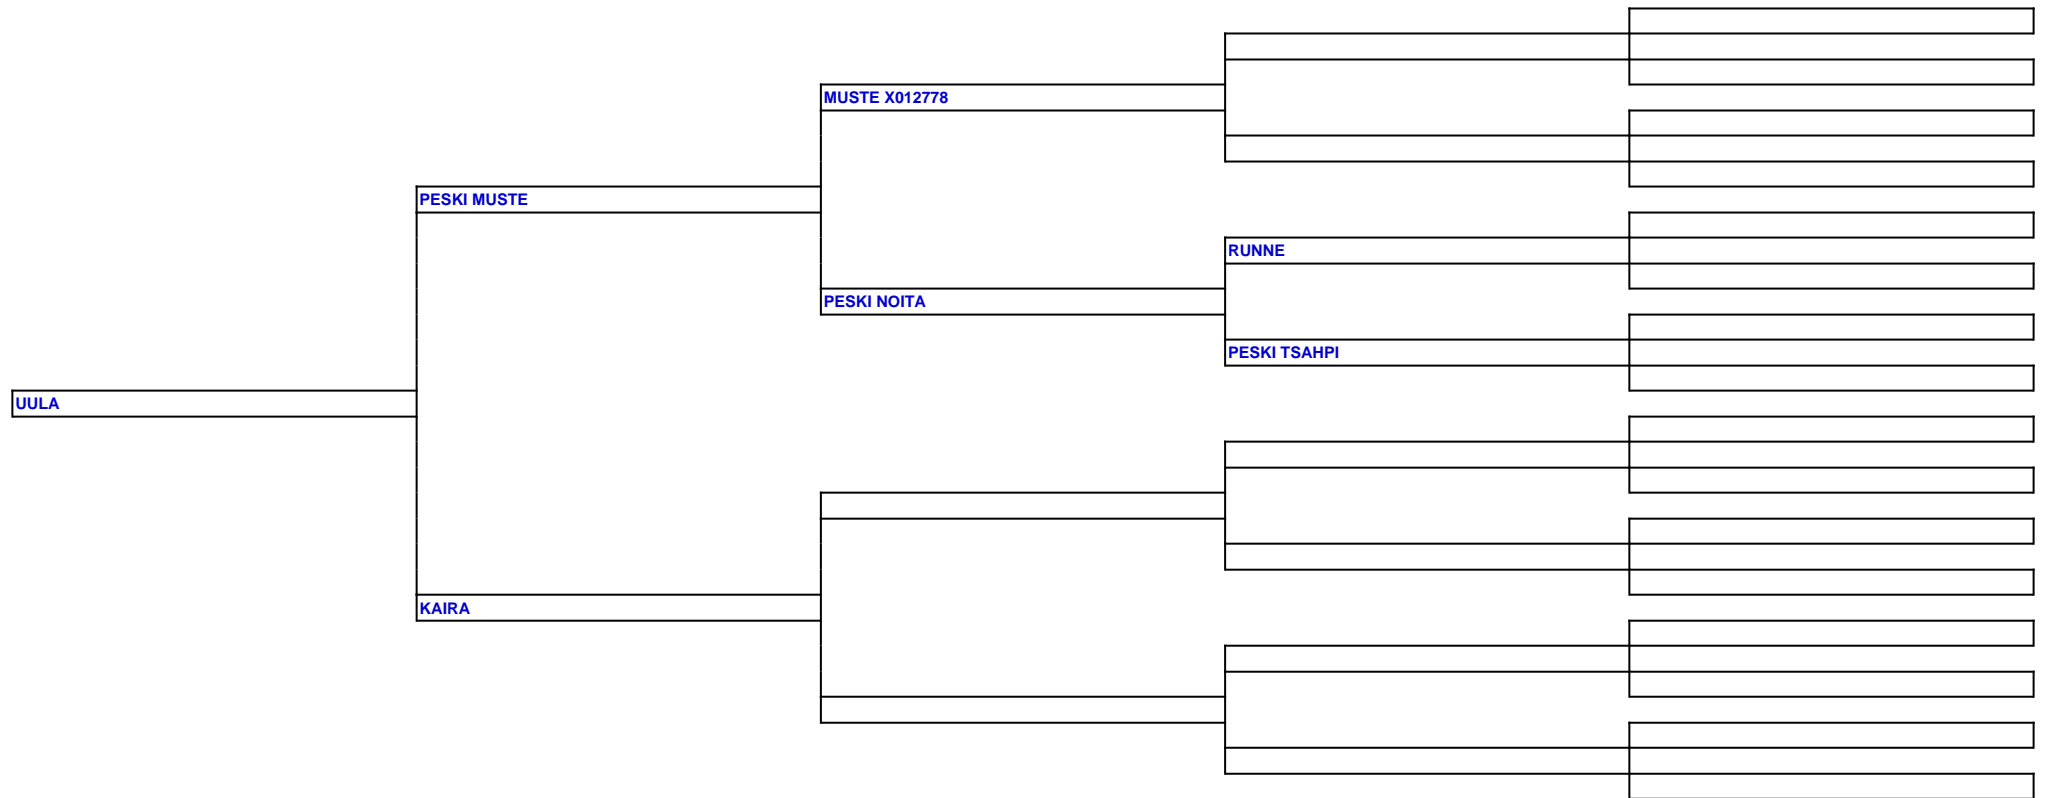 MUSTE X012778
PESKI MUSTE
RUNNE
PESKI NOITA
PESKI TSAHPI
UULA
KAIRA